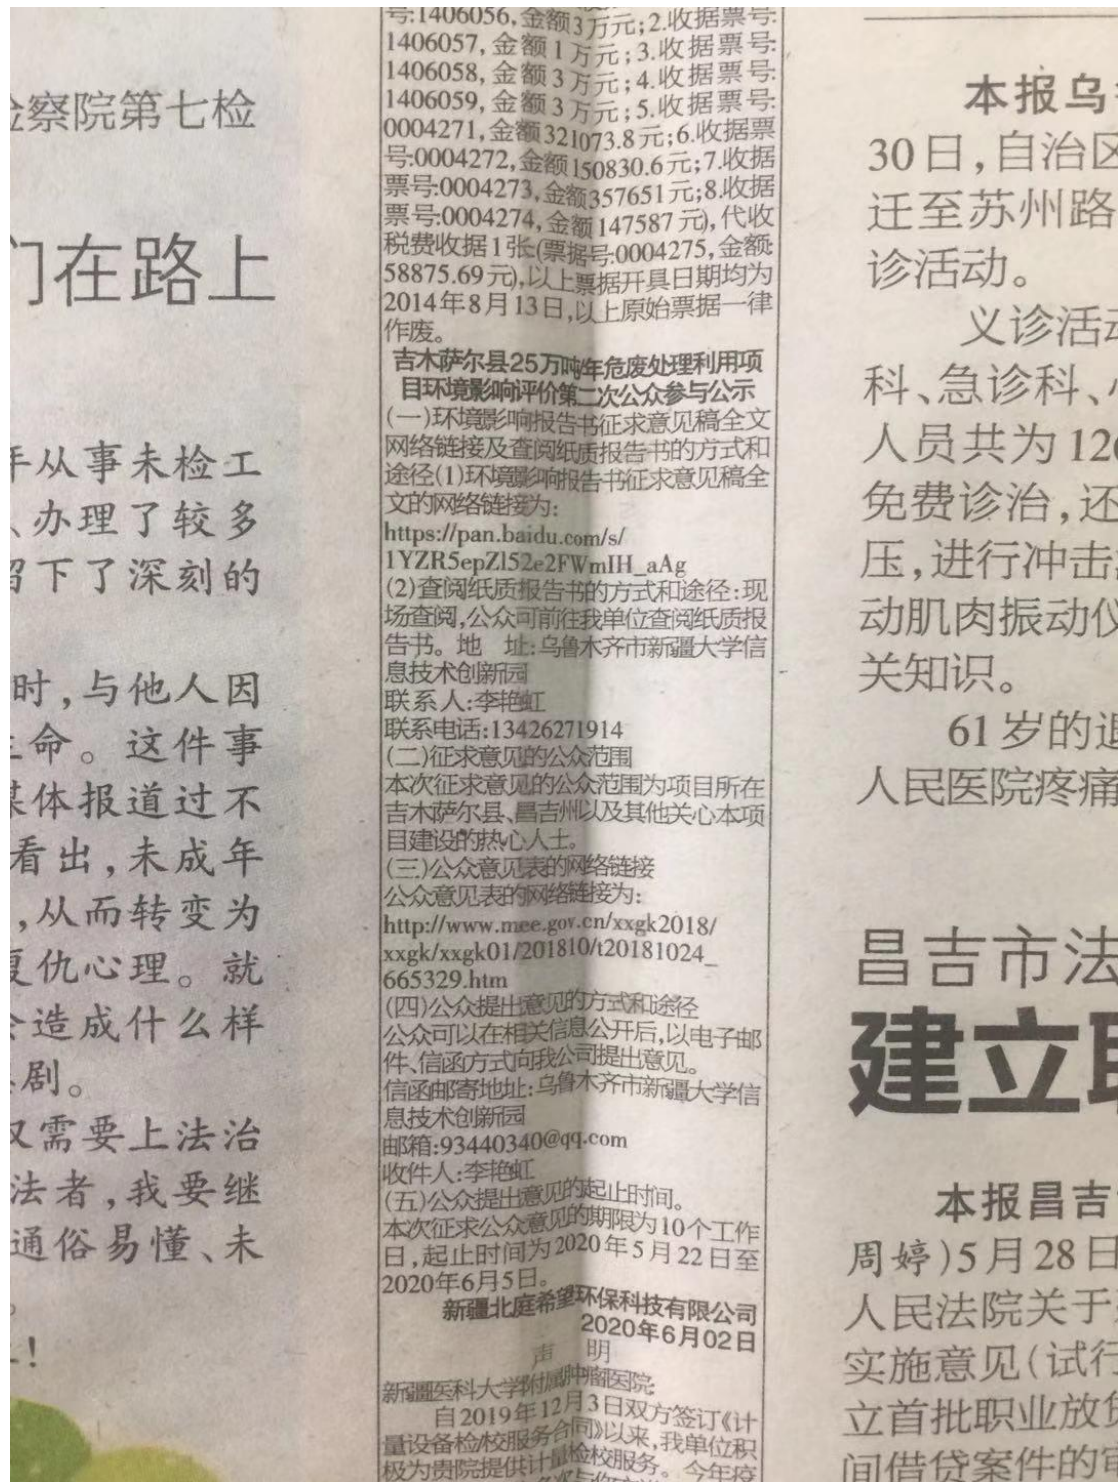 检察院第七检
们在路上
年从事未检工
、办理了较多
留下了深刻的
时,与他人因
生命。这件事
媒体报道过不
看出,未成年
,从而转变为
复仇心理。就
会造成什么样
剧。
仅需要上法治
法者,我要继
通俗易懂、未
。
!
号:1406056,金额3万元;2.收据票号:
1406057,金额1万元;3.收据票号:
1406058,金额3万元;4.收据票号:
1406059,金额3万元;5.收据票号:
0004271,金额321073.8元;6.收据票
号:0004272,金额150830.6元;7.收据
票号:0004273,金额357651元;8.收据
票号:0004274,金额147587元),代收
税费收据1张(票据号:0004275,金额:
58875.69元),以上票据开具日期均为
2014年8月13日,以上原始票据一律
作废。
吉木萨尔县25万吨/年危废处理利用项
目环境影响评价第二次公众参与公示
(一)环境影响报告书征求意见稿全文
网络链接及查阅纸质报告书的方式和
途径(1)环境影响报告书征求意见稿全
文的网络链接为:
https://pan.baidu.com/s/
1YZR5epZl52e2FWmIH_aAg
(2)查阅纸质报告书的方式和途径:现
场查阅,公众可前往我单位查阅纸质报
告书。地 址:乌鲁木齐市新疆大学信
息技术创新园
联系人:李艳虹
联系电话:13426271914
(二)征求意见的公众范围
本次征求意见的公众范围为项目所在
吉木萨尔县、昌吉州以及其他关心本项
目建设的热心人士。
(三)公众意见表的网络链接
公众意见表的网络链接为:
http://www.mee.gov.cn/xxgk2018/
xxgk/xxgk01/201810/t20181024_
665329.htm
(四)公众提出意见的方式和途径
公众可以在相关信息公开后,以电子邮
件、信函方式向我公司提出意见。
信函邮寄地址:乌鲁木齐市新疆大学信
息技术创新园
邮箱:93440340@qq.com
收件人:李艳虹
(五)公众提出意见的起止时间。
本次征求公众意见的期限为10个工作
日,起止时间为2020年5月22日至
2020年6月5日。
新疆北庭希望环保科技有限公司
2020年6月02日
声 明
新疆医科大学附属肿瘤医院:
自2019年12月3日双方签订《计
量设备检校服务合同》以来,我单位积
极为贵院提供计量检校服务。今年疫
本报乌
30日,自治区
迁至苏州路
诊活动。
义诊活动
科、急诊科、
人员共为120
免费诊治,还
压,进行冲击
动肌肉振动仪
关知识。
61岁的退
人民医院疼痛
昌吉市法
建立
本报昌吉
周婷)5月28日
人民法院关于
实施意见(试行
立首批职业放贷
间借贷案件的审